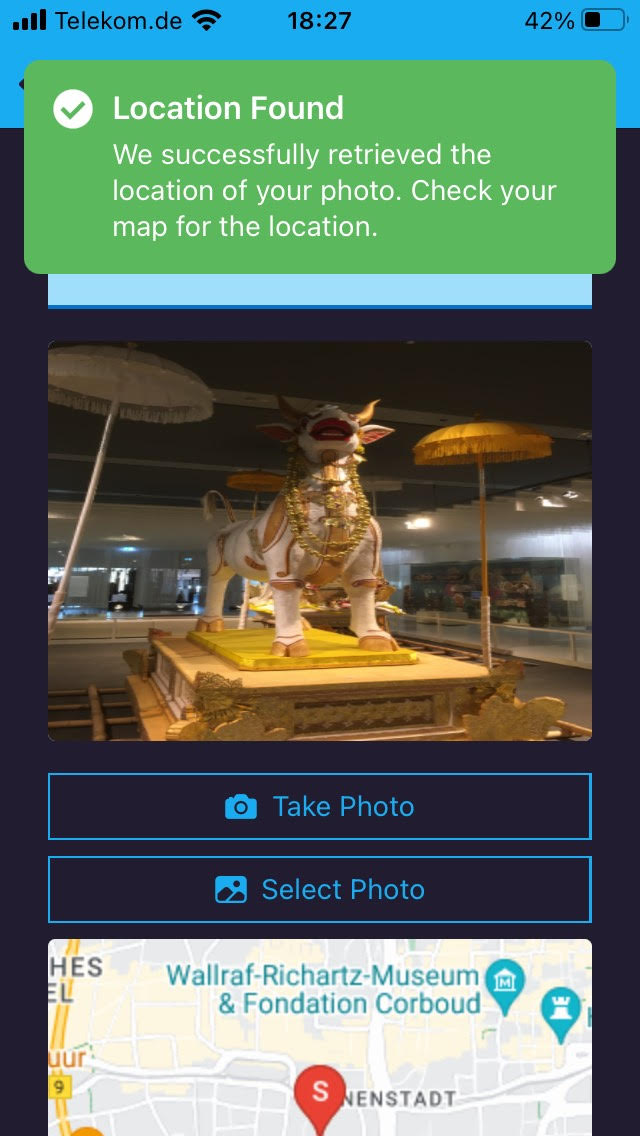 Telekom.de 18:27 42%
Location Found
We successfully retrieved the
location of your photo. Check your
map for the location.
Take Photo
Select Photo
HES
EL
Wallraf-Richartz-Museum
& Fondation Corboud
uur
9
S
NENSTADT